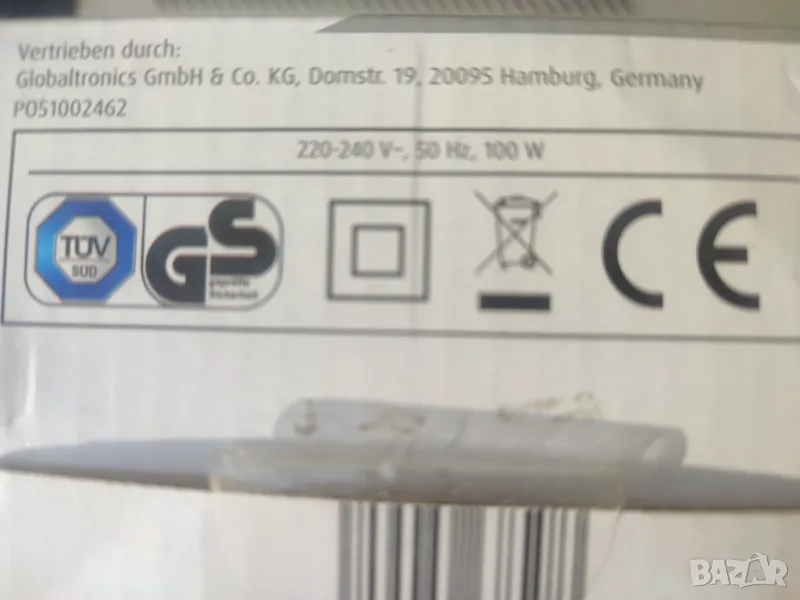 Vertrieben durch:
Globaltronics GmbH & Co. KG, Domstr. 19, 20095 Hamburg, Germany
P051002462
220-240 V~, 50 Hz, 100 W
TÜV
SÜD
GS
geprüfte
Sicherheit
CE
BAZAR